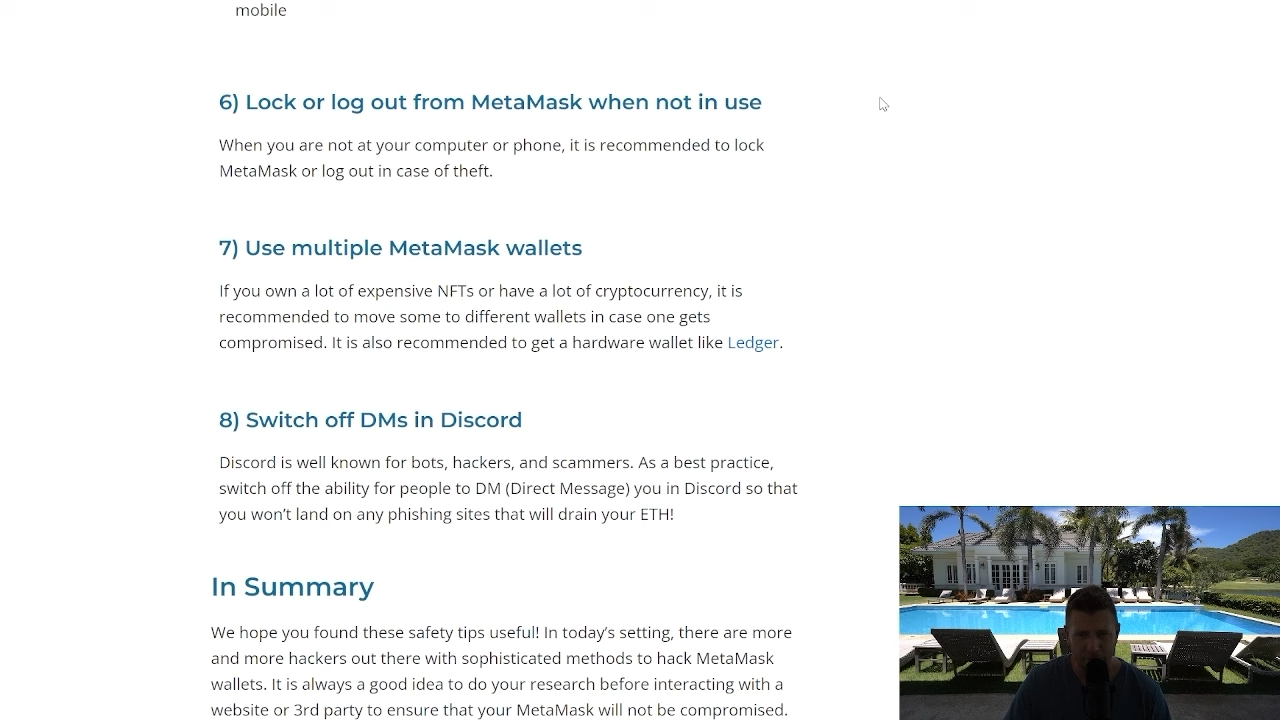 mobile
6) Lock or log out from MetaMask when not in use
When you are not at your computer or phone, it is recommended to lock
MetaMask or log out in case of theft.
7) Use multiple MetaMask wallets
If you own a lot of expensive NFTs or have a lot of cryptocurrency, it is
recommended to move some to different wallets in case one gets
compromised. It is also recommended to get a hardware wallet like Ledger.
8) Switch off DMs in Discord
Discord is well known for bots, hackers, and scammers. As a best practice,
switch off the ability for people to DM (Direct Message) you in Discord so that
you won’t land on any phishing sites that will drain your ETH!
In Summary
We hope you found these safety tips useful! In today’s setting, there are more
and more hackers out there with sophisticated methods to hack MetaMask
wallets. It is always a good idea to do your research before interacting with a
website or 3rd party to ensure that your MetaMask will not be compromised.